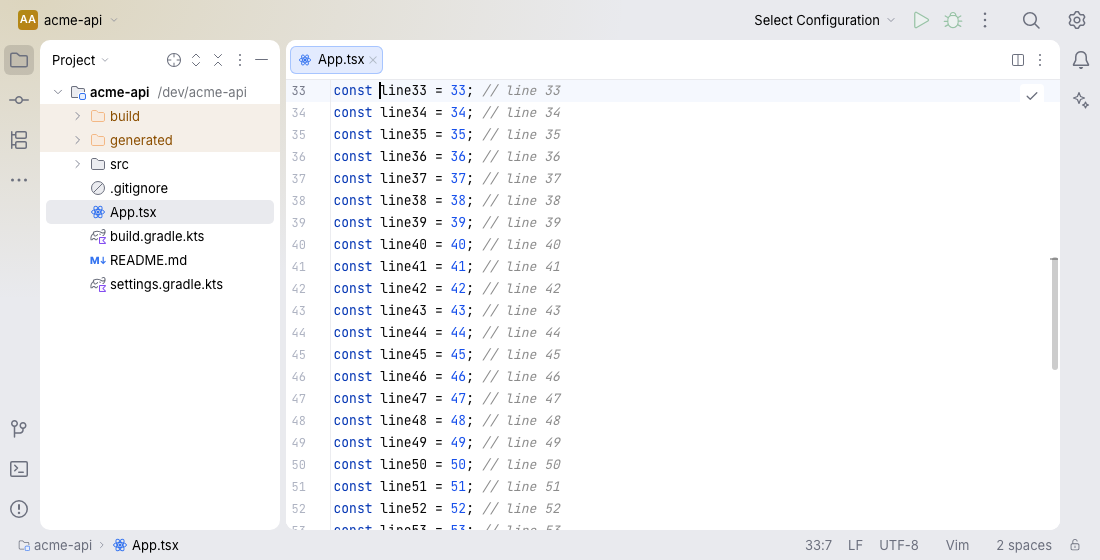 AA acme-api Select Configuration
Project
App.tsx
acme-api /dev/acme-api
build
generated
src
.gitignore
App.tsx
build.gradle.kts
M↓ README.md
settings.gradle.kts
33 const line33 = 33; // line 33
34 const line34 = 34; // line 34
35 const line35 = 35; // line 35
36 const line36 = 36; // line 36
37 const line37 = 37; // line 37
38 const line38 = 38; // line 38
39 const line39 = 39; // line 39
40 const line40 = 40; // line 40
41 const line41 = 41; // line 41
42 const line42 = 42; // line 42
43 const line43 = 43; // line 43
44 const line44 = 44; // line 44
45 const line45 = 45; // line 45
46 const line46 = 46; // line 46
47 const line47 = 47; // line 47
48 const line48 = 48; // line 48
49 const line49 = 49; // line 49
50 const line50 = 50; // line 50
51 const line51 = 51; // line 51
52 const line52 = 52; // line 52
53 const line53 = 53; // line 53
acme-api App.tsx 33:7 LF UTF-8 Vim 2 spaces